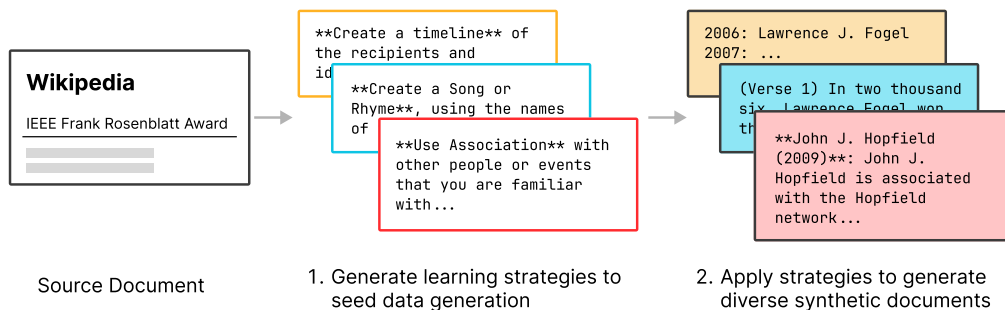 Wikipedia
IEEE Frank Rosenblatt Award
Source Document
**Create a timeline** of
the recipients and
**Create a Song or
Rhyme**, using the names
of
**Use Association** with
other people or events
that you are familiar
with...
1. Generate learning strategies to
seed data generation
2006: Lawrence J. Fogel
2007: ...
(Verse 1) In two thousand
six, Lawrence Fogel won
**John J. Hopfield
(2009)**: John J.
Hopfield is associated
with the Hopfield
network...
2. Apply strategies to generate
diverse synthetic documents